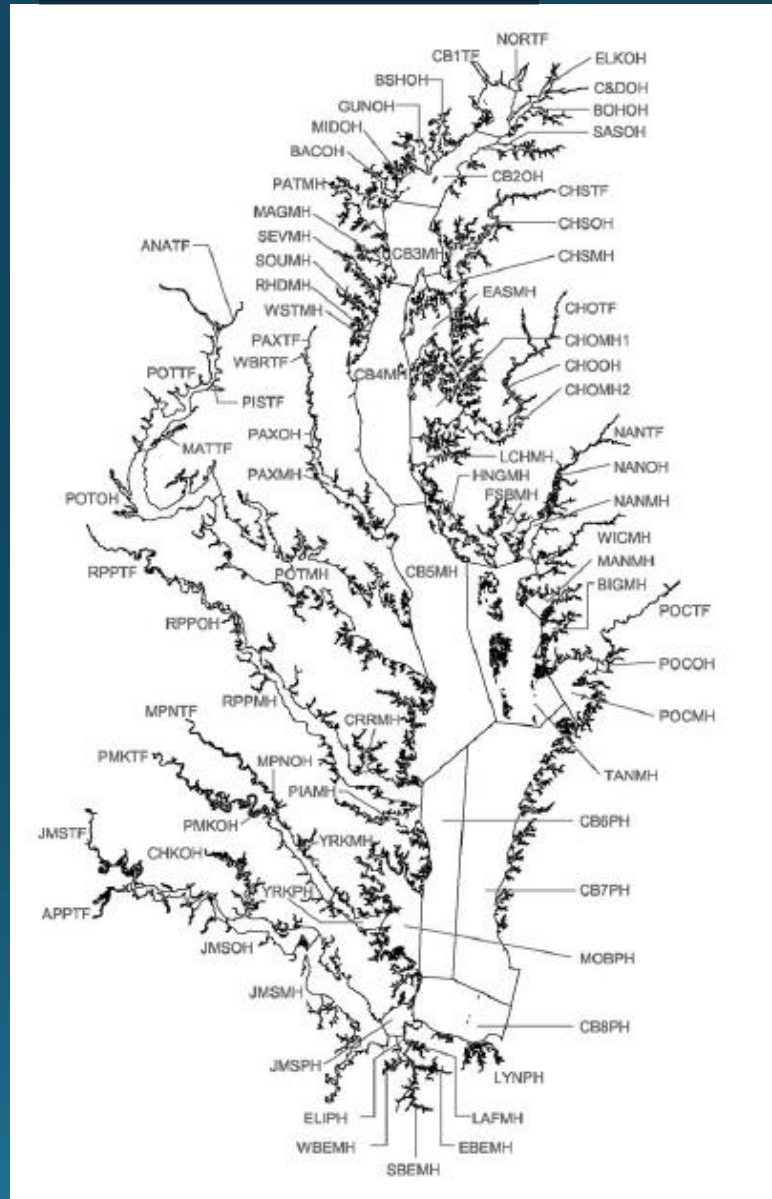 NORTF
CB1TF
ELKOH
BSHOH
C&DOH
GUNOH
BOHOH
MIDOH
SASOH
BACOH
CB2OH
PATMH
CHSTF
MAGMH
CHSOH
SEVMH
CB3MH
ANATF
SOUMH
CHSMH
RHDMH
EASMH
WSTMH
CHOTF
PAXTF
CHOMH1
WBRTF
CB4MH
CHOOH
POTTF
CHOMH2
PISTF
NANTF
PAXOH
MATTF
LCHMH
NANOH
PAXMH
HNGMH
FSBMH
POTOH
NANMH
WICMH
RPPTF
CB5MH
MANMH
POTMH
BIGMH
POCTF
RPPOH
POCOH
RPPMH
POCMH
MPNTF
CRRMH
PMKTF
MPNOH
TANMH
PIAMH
PMKOH
CB6PH
JMSTF
YRKMH
CHKOH
YRKPH
CB7PH
APPTF
JMSOH
MOBPH
JMSMH
CB8PH
JMSPH
LYNPH
ELIPH
LAFMH
WBEMH
EBEMH
SBEMH